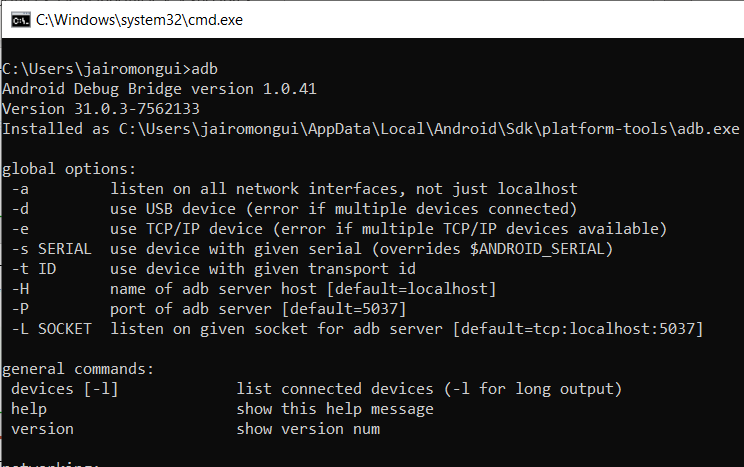 C:\Windows\system32\cmd.exe
C:\Users\jairomongui>adb
Android Debug Bridge version 1.0.41
Version 31.0.3-7562133
Installed as C:\Users\jairomongui\AppData\Local\Android\Sdk\platform-tools\adb.exe
global options:
-a listen on all network interfaces, not just localhost
-d use USB device (error if multiple devices connected)
-e use TCP/IP device (error if multiple TCP/IP devices available)
-s SERIAL use device with given serial (overrides $ANDROID_SERIAL)
-t ID use device with given transport id
-H name of adb server host [default=localhost]
-P port of adb server [default=5037]
-L SOCKET listen on given socket for adb server [default=tcp:localhost:5037]
general commands:
devices [-l] list connected devices (-l for long output)
help show this help message
version show version num
networking: